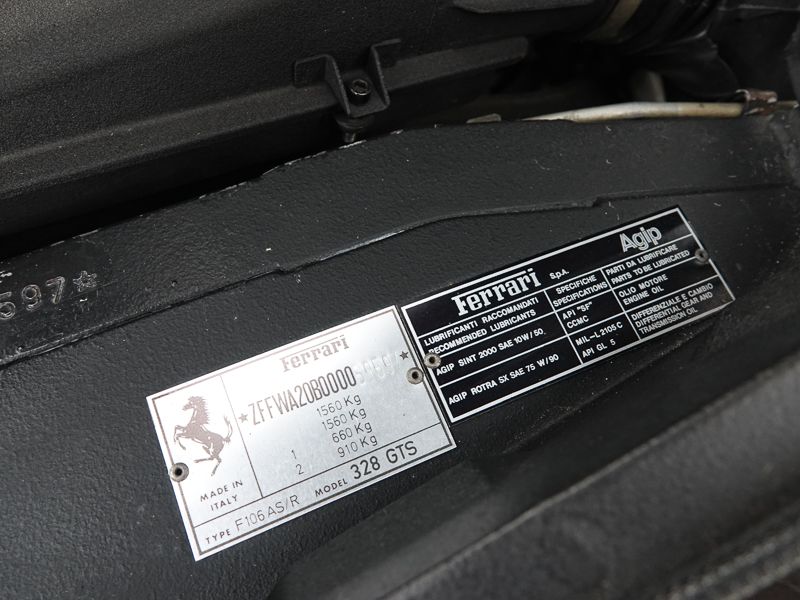 697*
Ferrari
*ZFFWA20B0000
1560 Kg
1560 Kg
1 660 Kg
2 910 Kg
MADE IN
ITALY
TYPE F106 AS/R MODEL 328 GTS
Ferrari S.p.A. Agip
LUBRIFICANTI RACCOMANDATI
RECOMMENDED LUBRICANTS
SPECIFICHE
SPECIFICATIONS
PARTI DA LUBRIFICARE
PARTS TO BE LUBRICATED
AGIP SINT 2000 SAE 10W/50.
API "SF"
CCMC
OLIO MOTORE
ENGINE OIL
AGIP ROTRA SX SAE 75 W/90
MIL-L2105C
API GL 5
DIFFERENZIALE E CAMBIO
DIFFERENTIAL GEAR AND
TRANSMISSION OIL